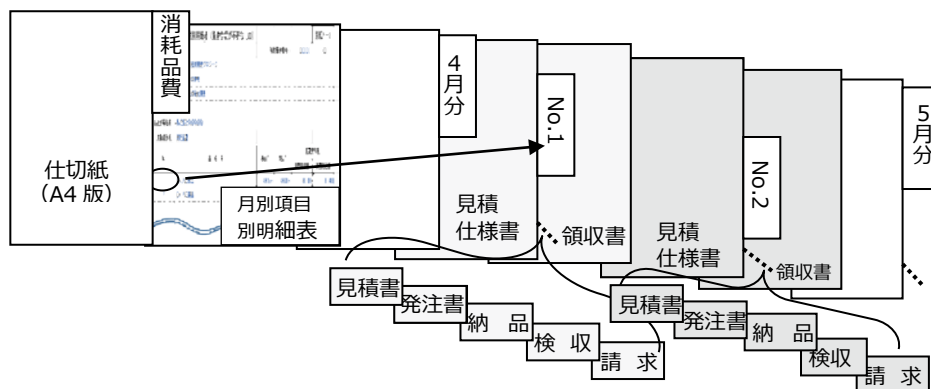 仕切紙
（A4 版）
消耗品費
月別項目
別明細表
4月分
No.1
見積
仕様書
領収書
No.2
見積
仕様書
領収書
5月分
見積書
発注書
納 品
検 収
請 求
見積書
発注書
納 品
検収
請 求